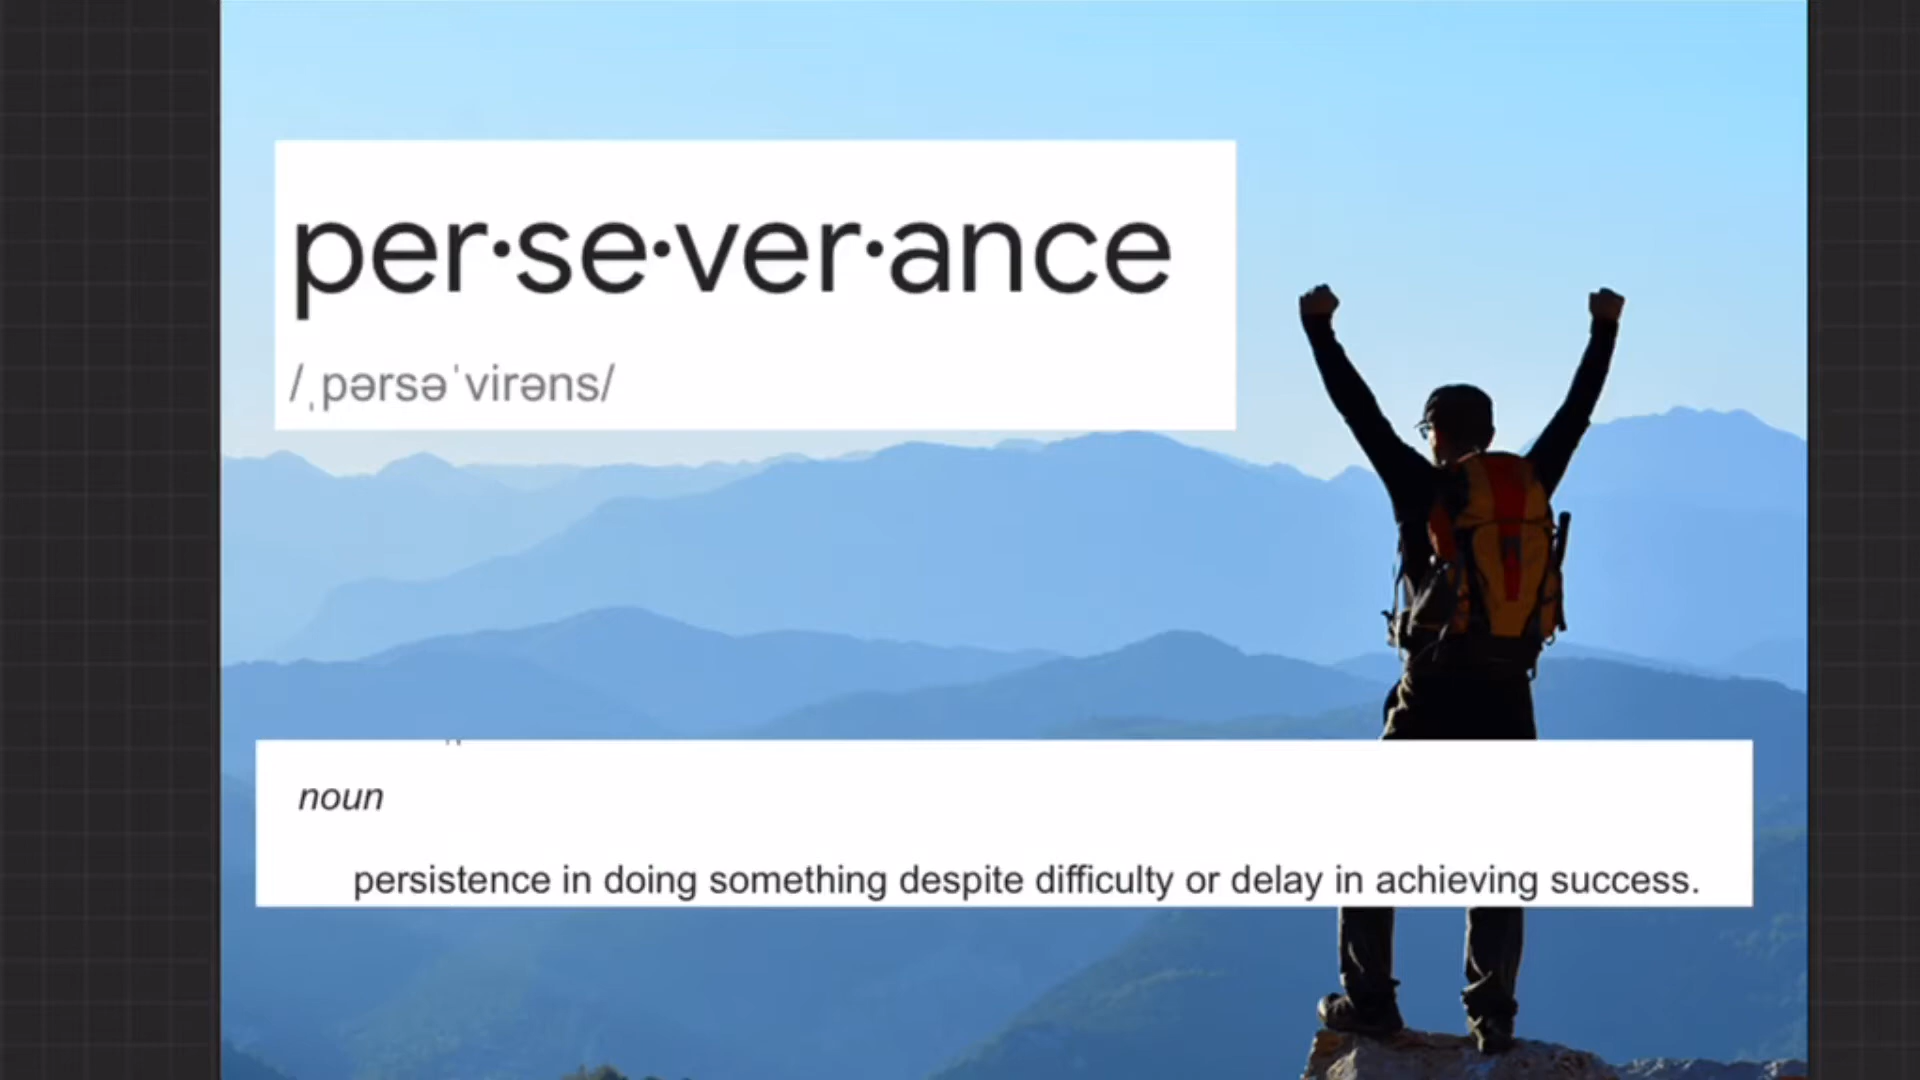 per·se·ver·ance
/ˌpərsəˈvirəns/
noun
persistence in doing something despite difficulty or delay in achieving success.